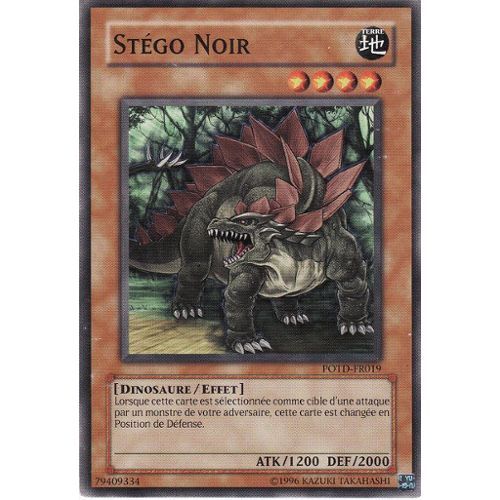 STÉGO NOIR
TERRE
地
POTD-FR019
[DINOSAURE / EFFET]
Lorsque cette carte est sélectionnée comme cible d'une attaque
par un monstre de votre adversaire, cette carte est changée en
Position de Défense.
ATK/1200 DEF/2000
79409334
©1996 KAZUKI TAKAHASHI